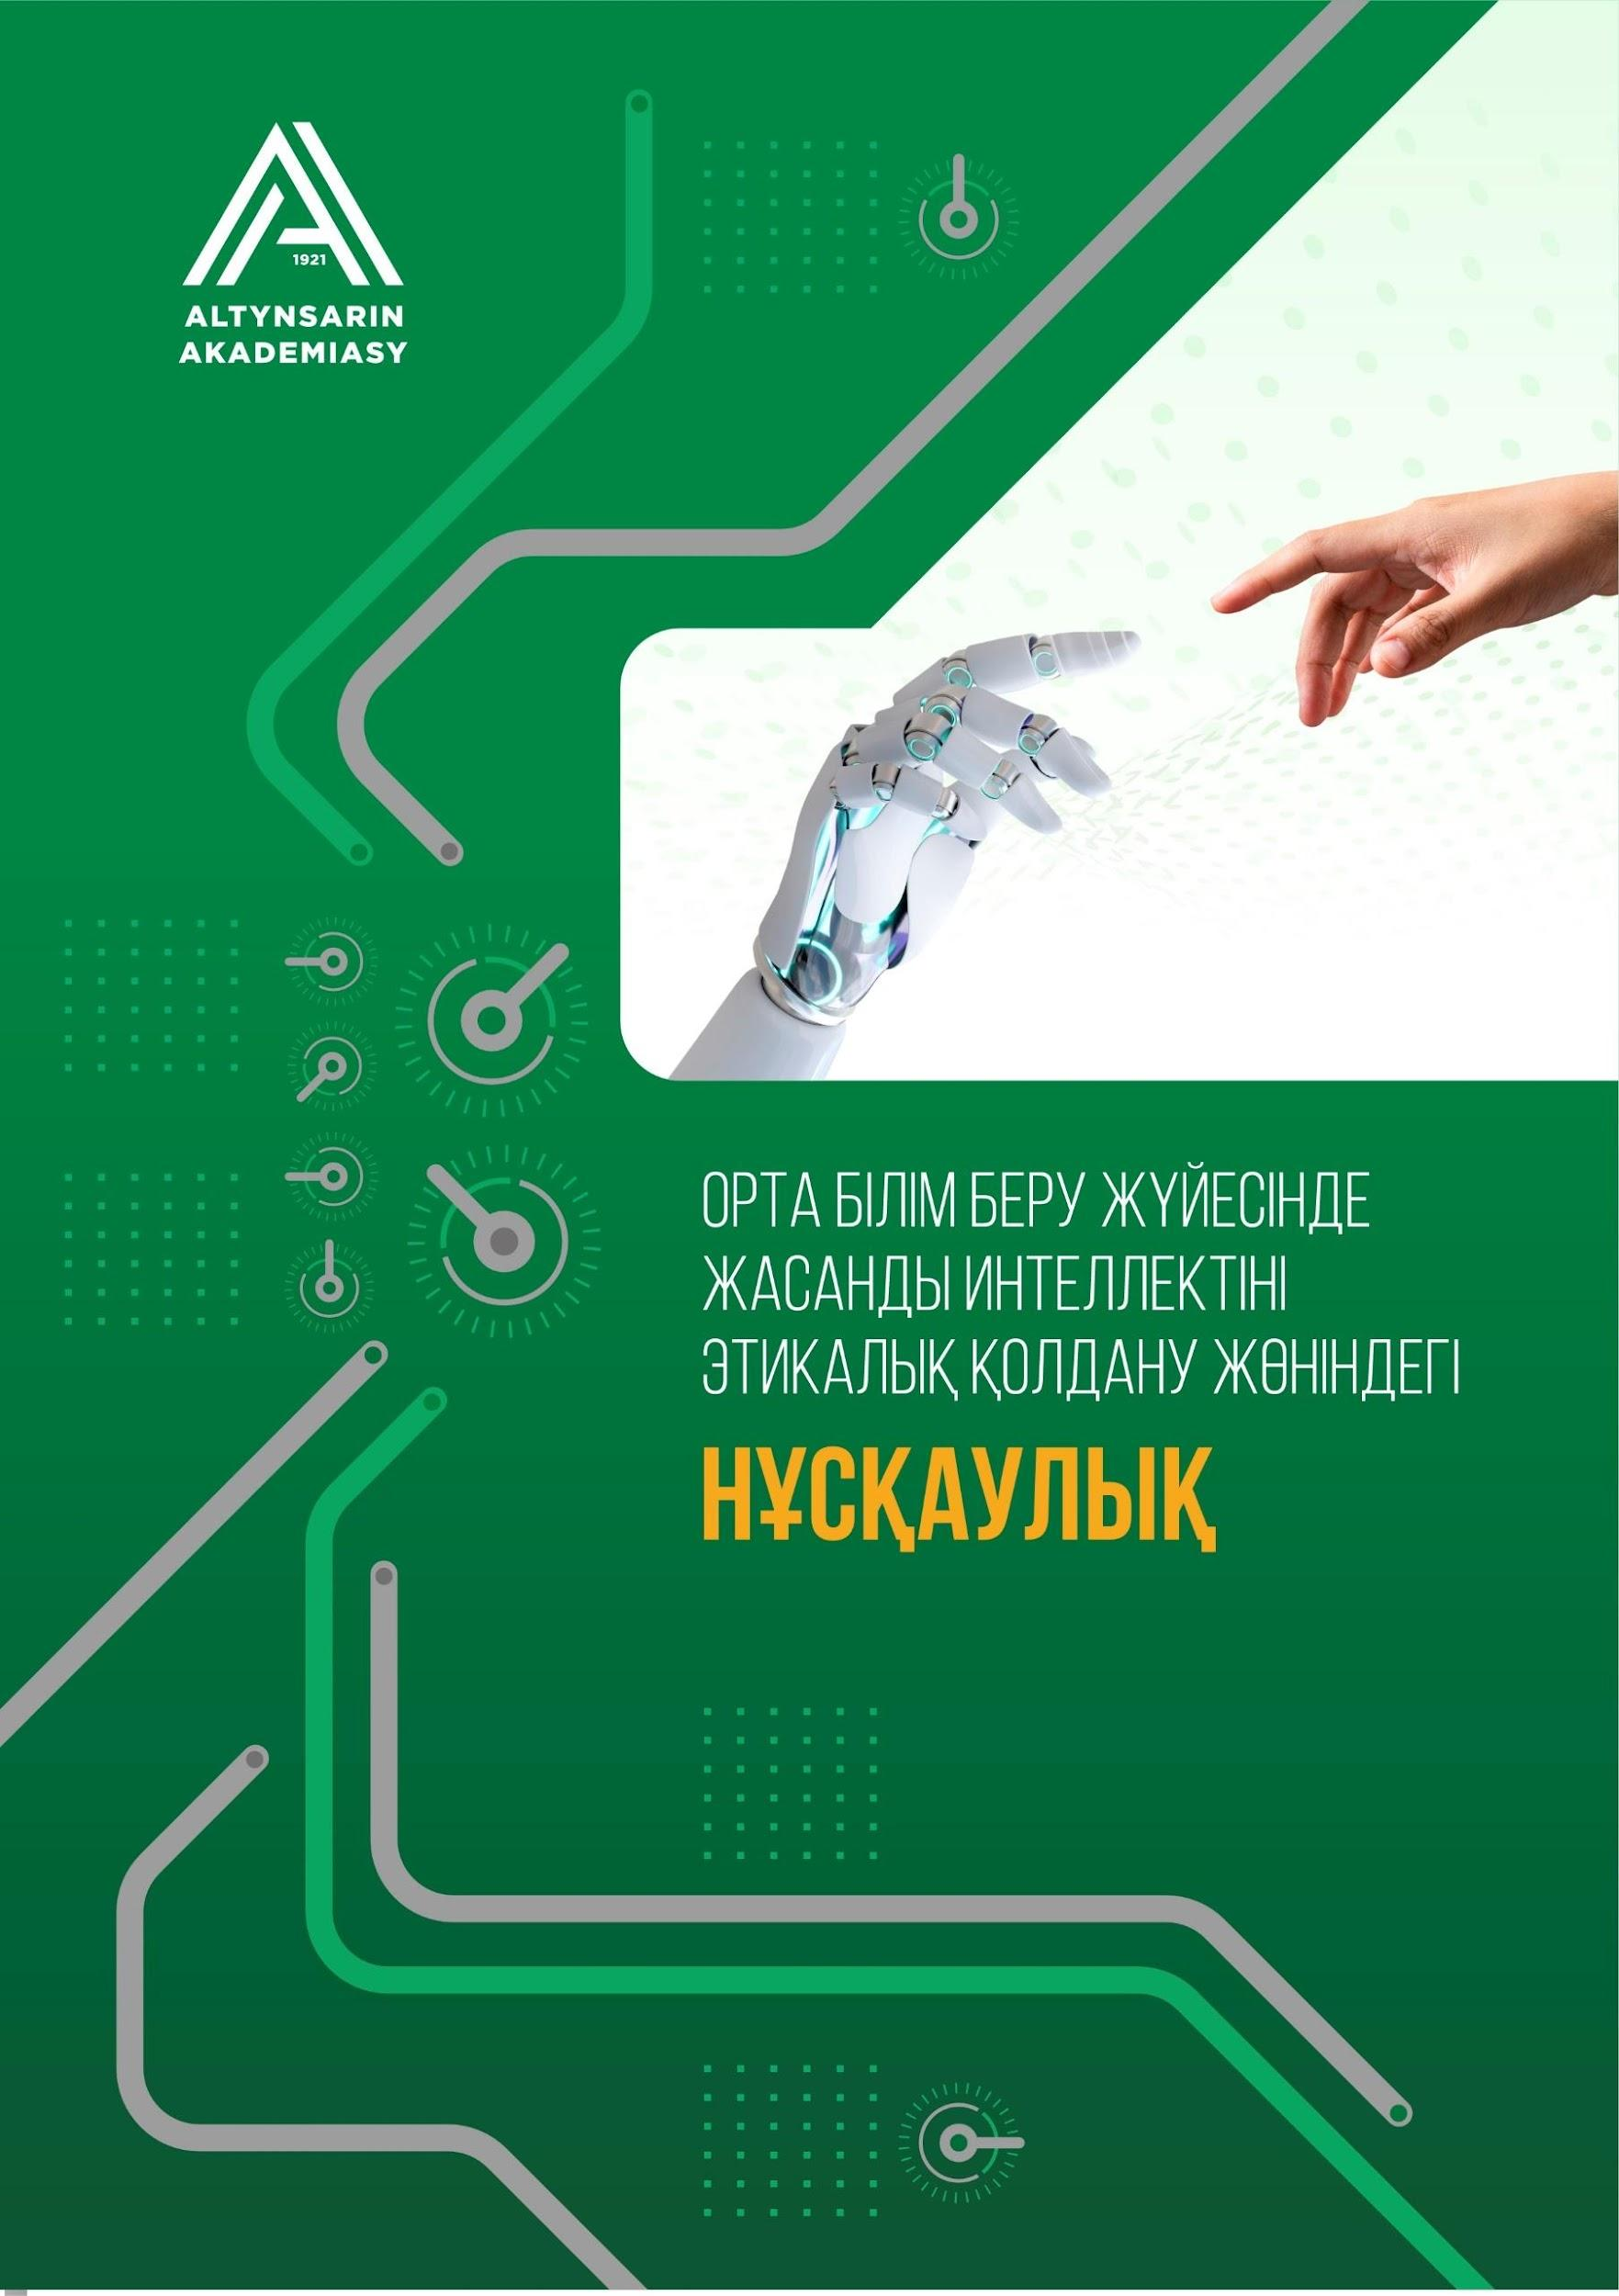 1921
ALTYNSARIN
AKADEMIASY
ОРТА БІЛІМ БЕРУ ЖҮЙЕСІНДЕ
ЖАСАНДЫ ИНТЕЛЛЕКТІНІ
ЭТИКАЛЫҚ ҚОЛДАНУ ЖӨНІНДЕГІ
НҰСҚАУЛЫҚ